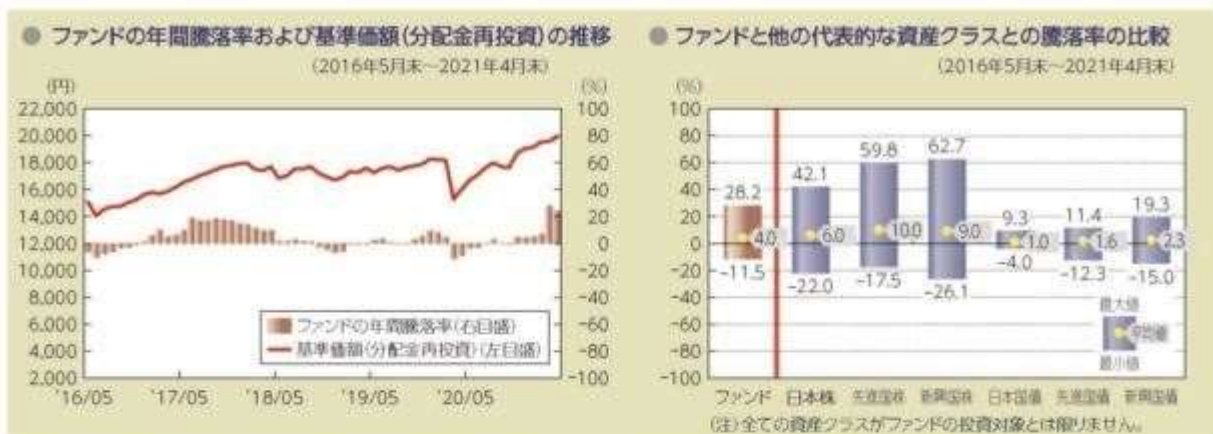 ● ファンドの年間騰落率および基準価額(分配金再投資)の推移
(2016年5月末～2021年4月末)
(円)
(%)
22,000
20,000
18,000
16,000
14,000
12,000
10,000
8,000
6,000
4,000
2,000
100
80
60
40
20
0
-20
-40
-60
-80
-100
ファンドの年間騰落率(右目盛)
基準価額(分配金再投資)(左目盛)
'16/05 '17/05 '18/05 '19/05 '20/05
● ファンドと他の代表的な資産クラスとの騰落率の比較
(2016年5月末～2021年4月末)
(%)
100
80
60
40
20
0
-20
-40
-60
-80
-100
28.2 42.1 59.8 62.7 9.3 11.4 19.3
4.0 6.0 10.0 9.0 1.0 1.6 2.3
-11.5 -22.0 -17.5 -26.1 -4.0 -12.3 -15.0
最大値
平均値
最小値
ファンド 日本株 先進国株 新興国株 日本国債 先進国債 新興国債
(注)全ての資産クラスがファンドの投資対象とは限りません。